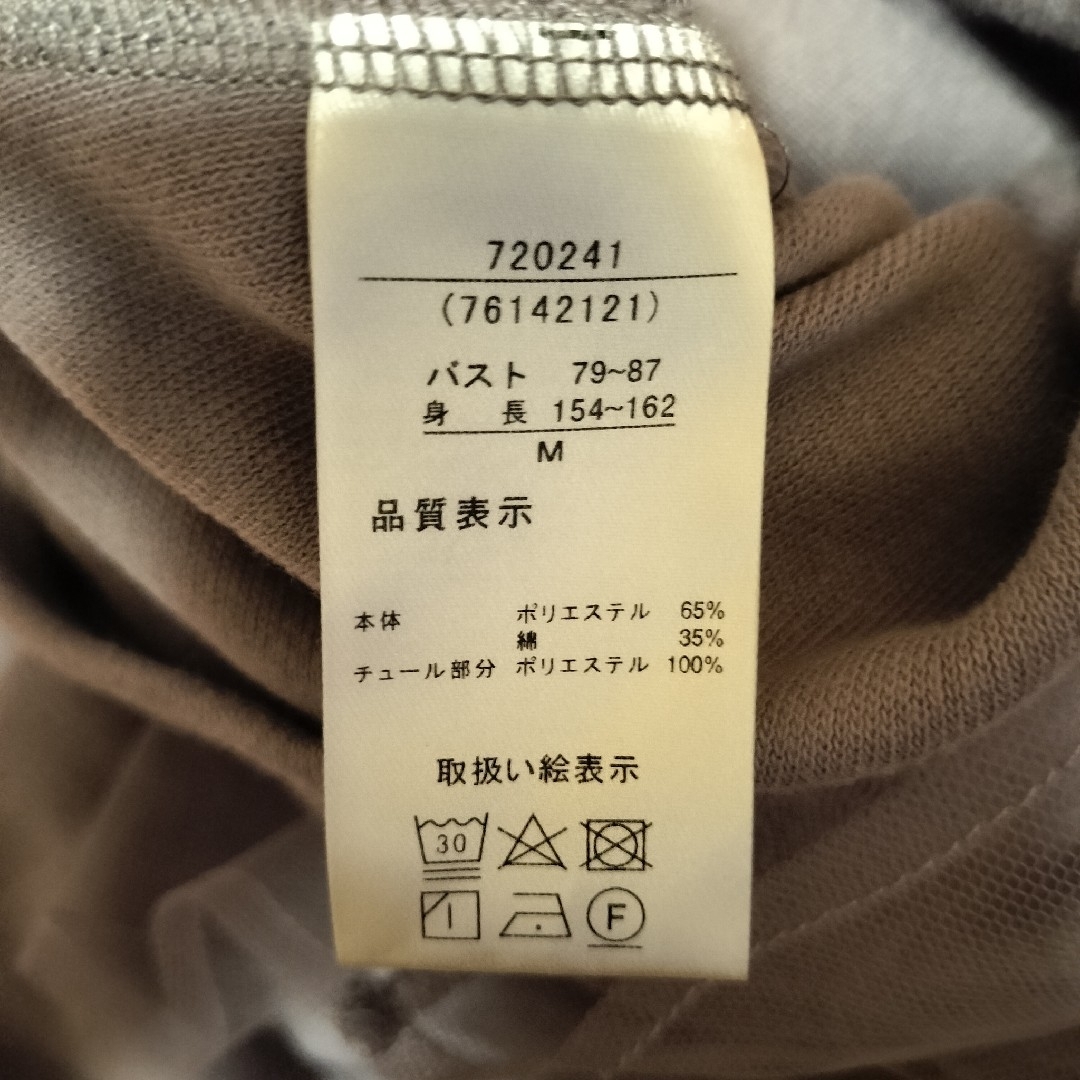 720241
(76142121)
バスト 79~87
身 長 154~162
M
品質表示
本体 ポリエステル 65%
綿 35%
チュール部分 ポリエステル 100%
取扱い絵表示
30
F